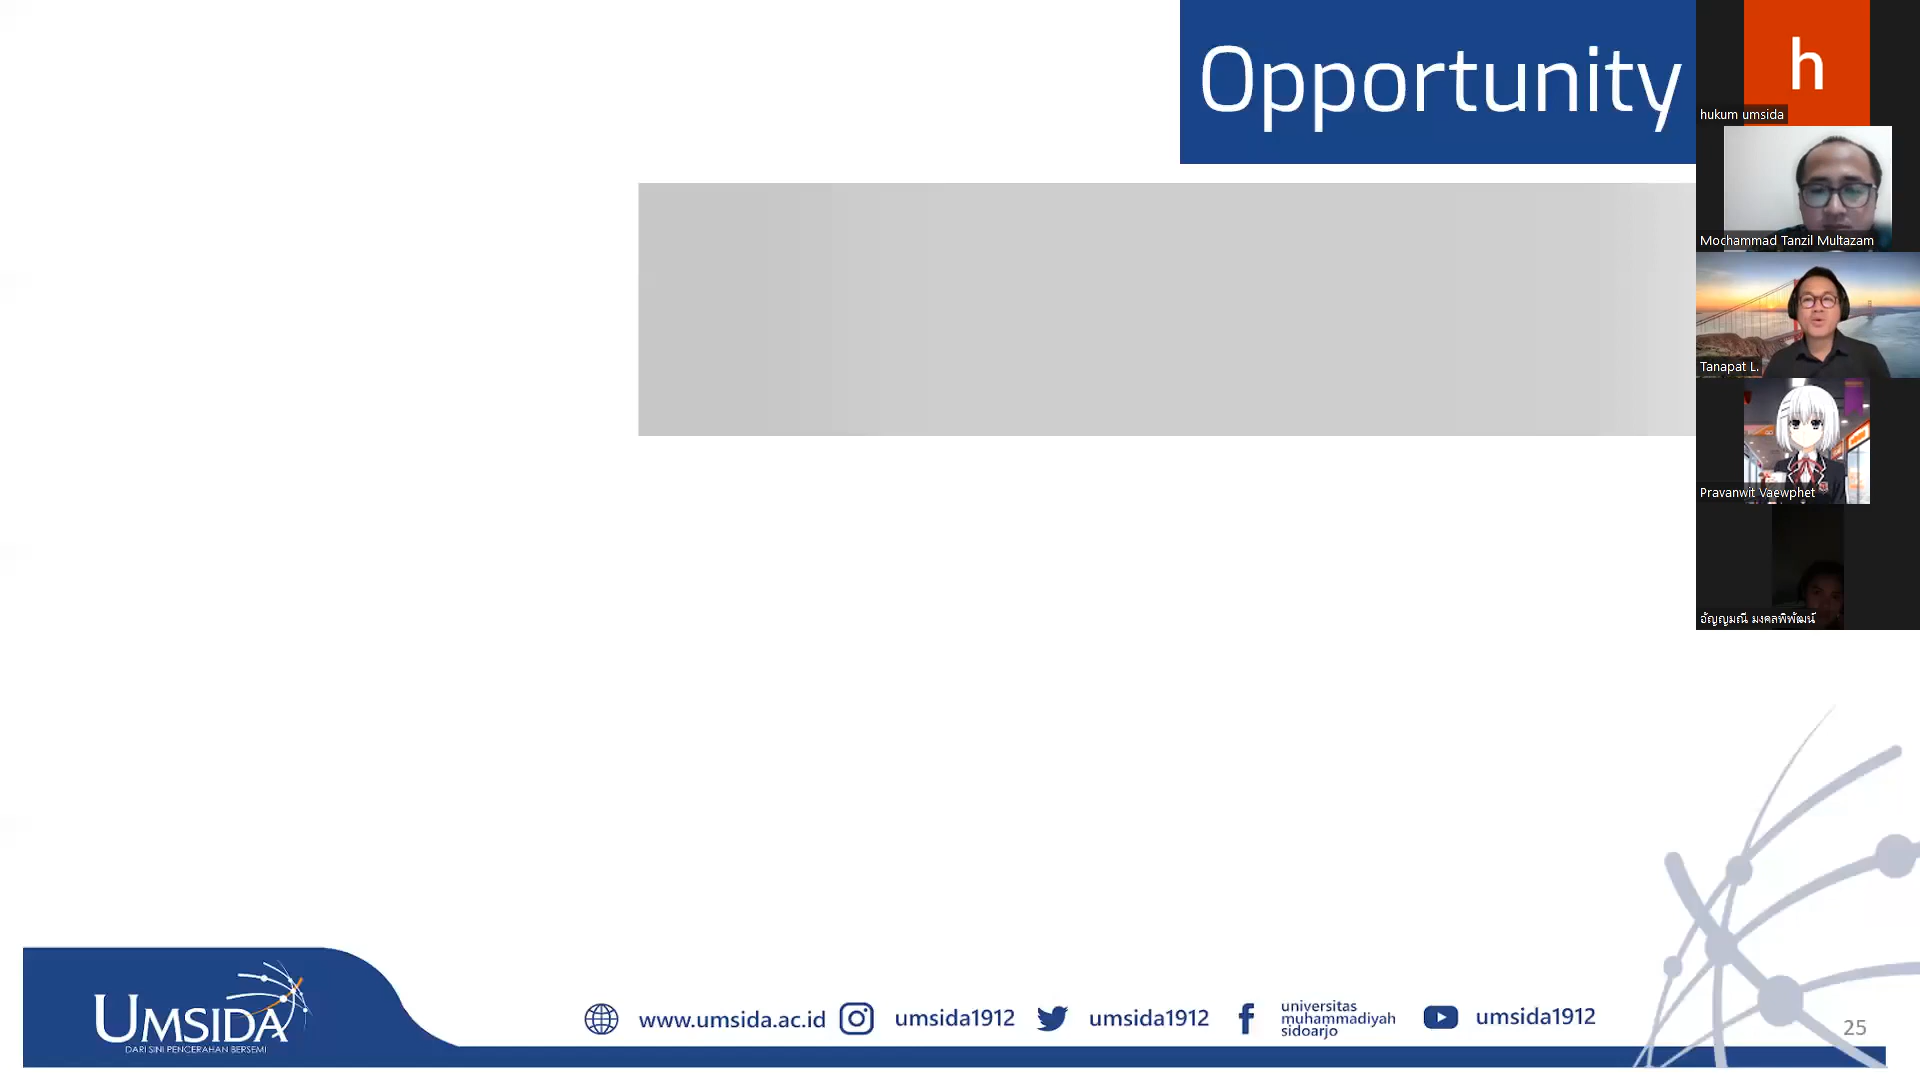 Opportunity
h
hukum umsida
Mochammad Tanzil Multazam
Tanapat L.
Pravanwit Vaewphet
อัญญมณี มงคลพิพัฒน์
UMSIDA
DARI SINI PENCERAHAN BERSEMI
www.umsida.ac.id
umsida1912
umsida1912
universitas
muhammadiyah
sidoarjo
umsida1912
25